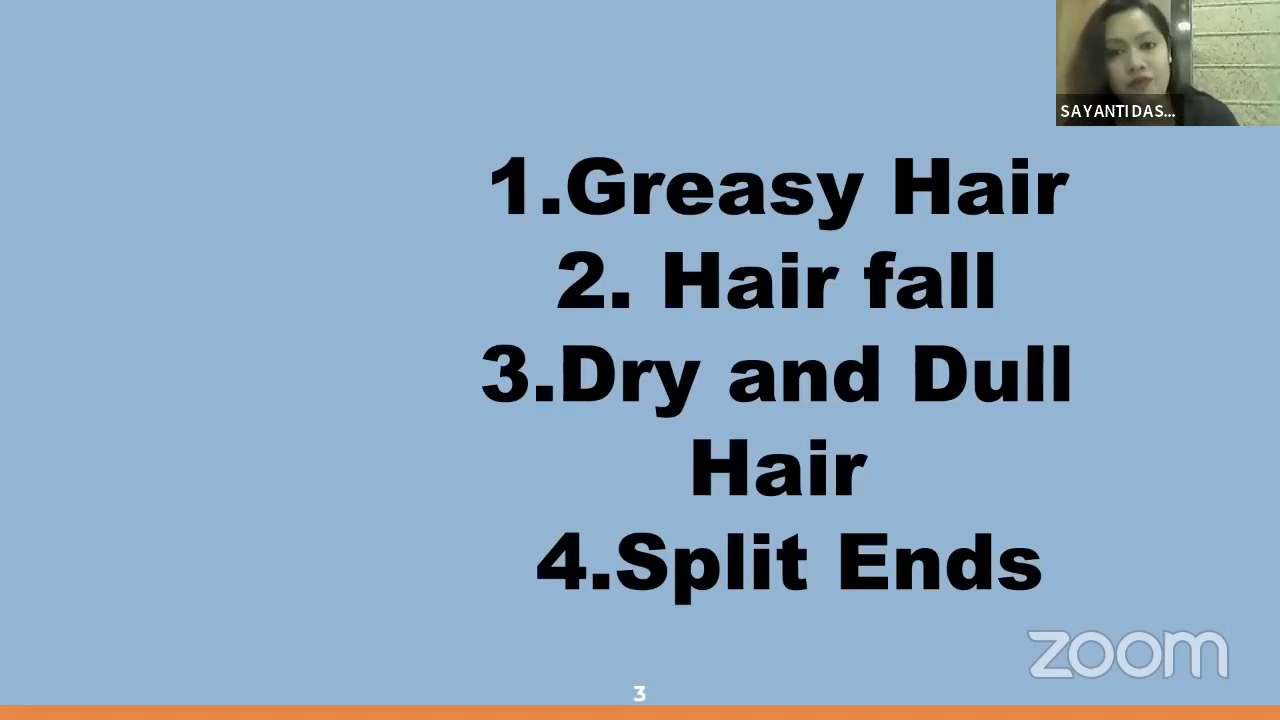 SAYANTI DAS...
1.Greasy Hair
2. Hair fall
3.Dry and Dull
Hair
4.Split Ends
zoom
3